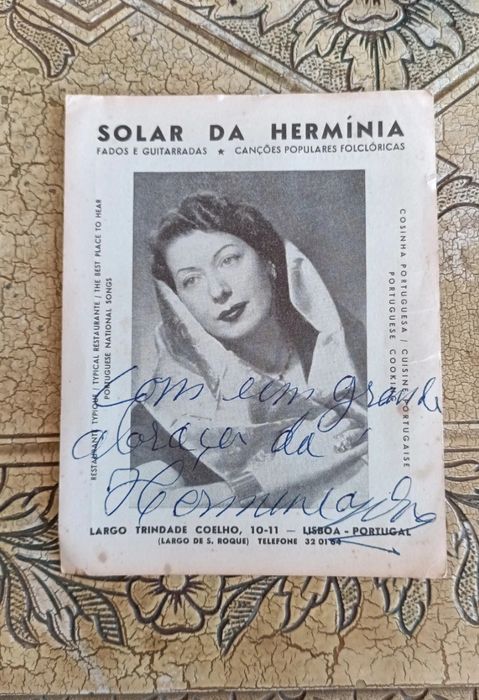 SOLAR DA HERMÍNIA
FADOS E GUITARRADAS ★ CANÇÕES POPULARES FOLCLÓRICAS
RESTAURANTE TYPIQUE / TYPICAL RESTAURANTE / THE BEST PLACE TO HEAR
PORTUGUESE NATIONAL SONGS
COSINHA PORTUGUESA / CUISINE PORTUGAISE
PORTUGUESE COOKING
Com um grande
abraço da
Hermínia
LARGO TRINDADE COELHO, 10-11 — LISBOA - PORTUGAL
(LARGO DE S. ROQUE) TELEFONE 32 01 64